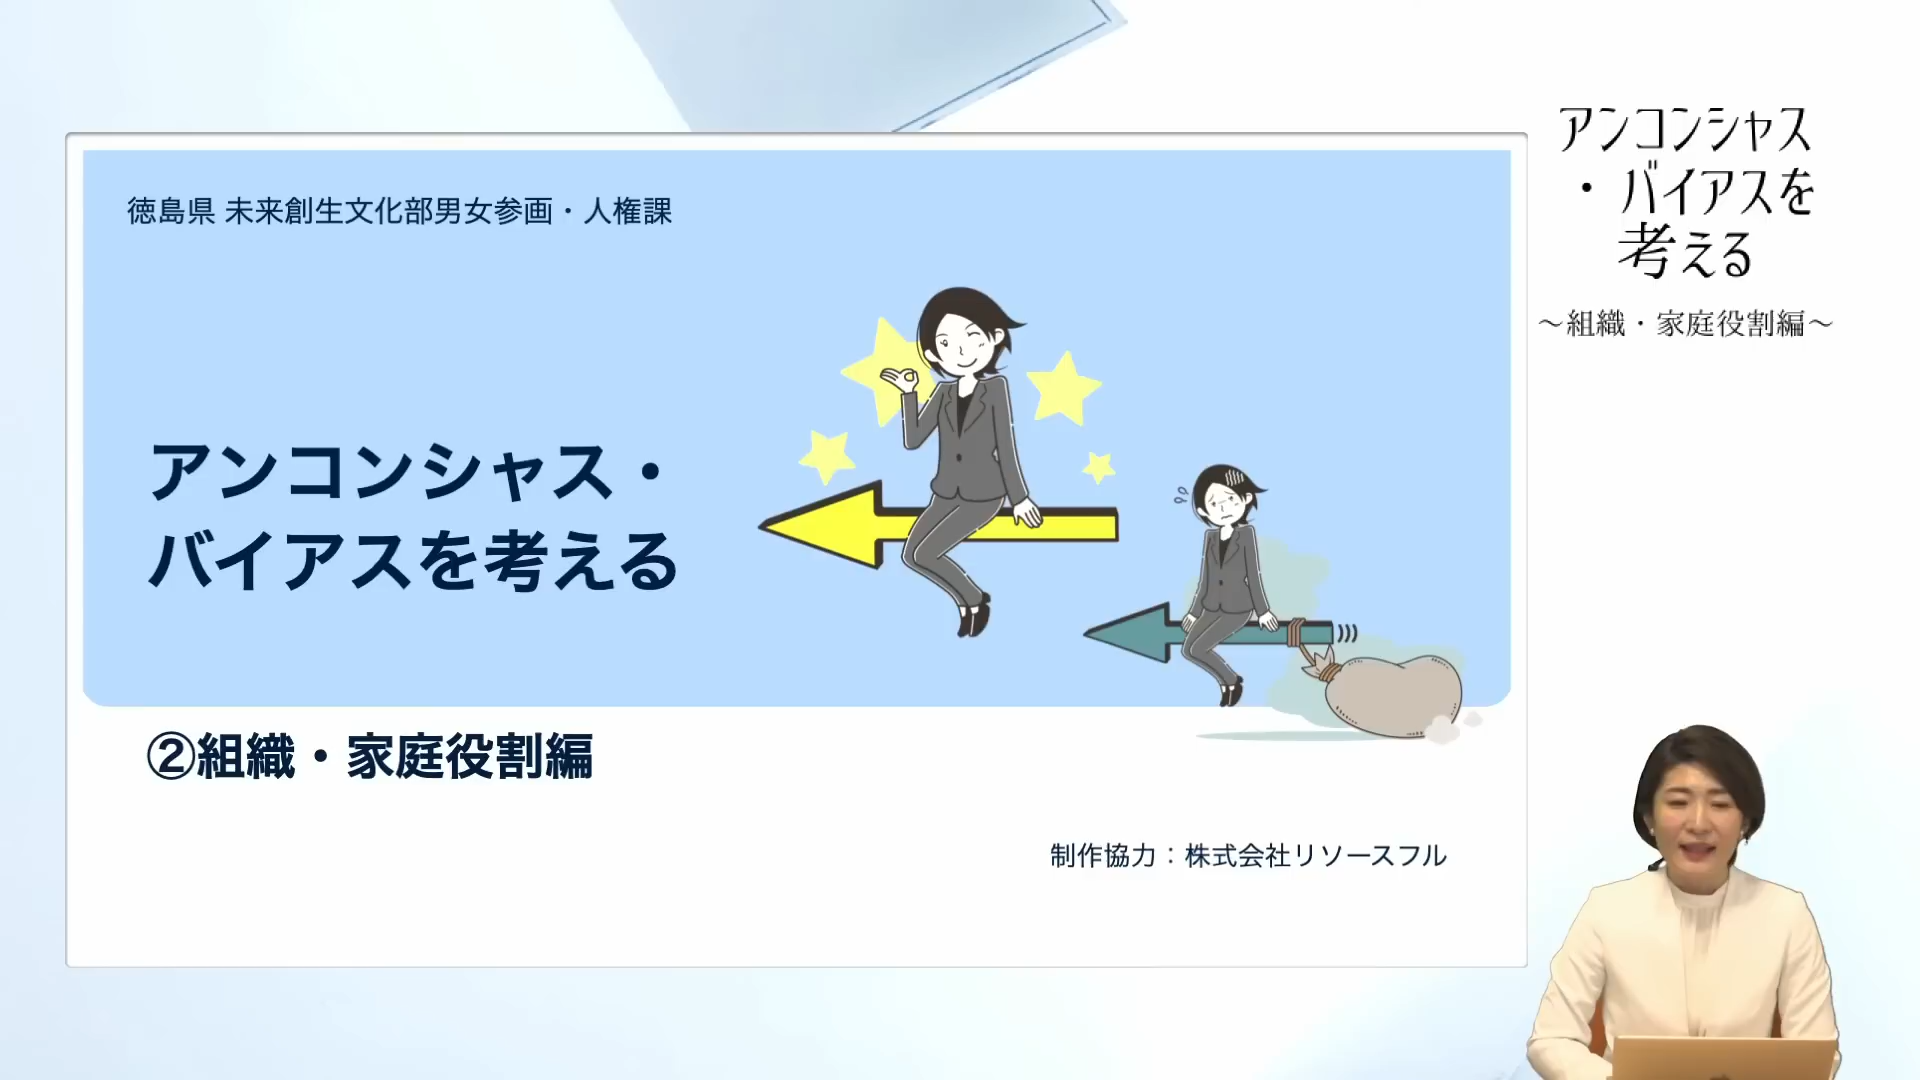 徳島県 未来創生文化部男女参画・人権課
アンコンシャス・
バイアスを考える
②組織・家庭役割編
制作協力：株式会社リソースフル
アンコンシャス
・バイアスを
考える
～組織・家庭役割編～